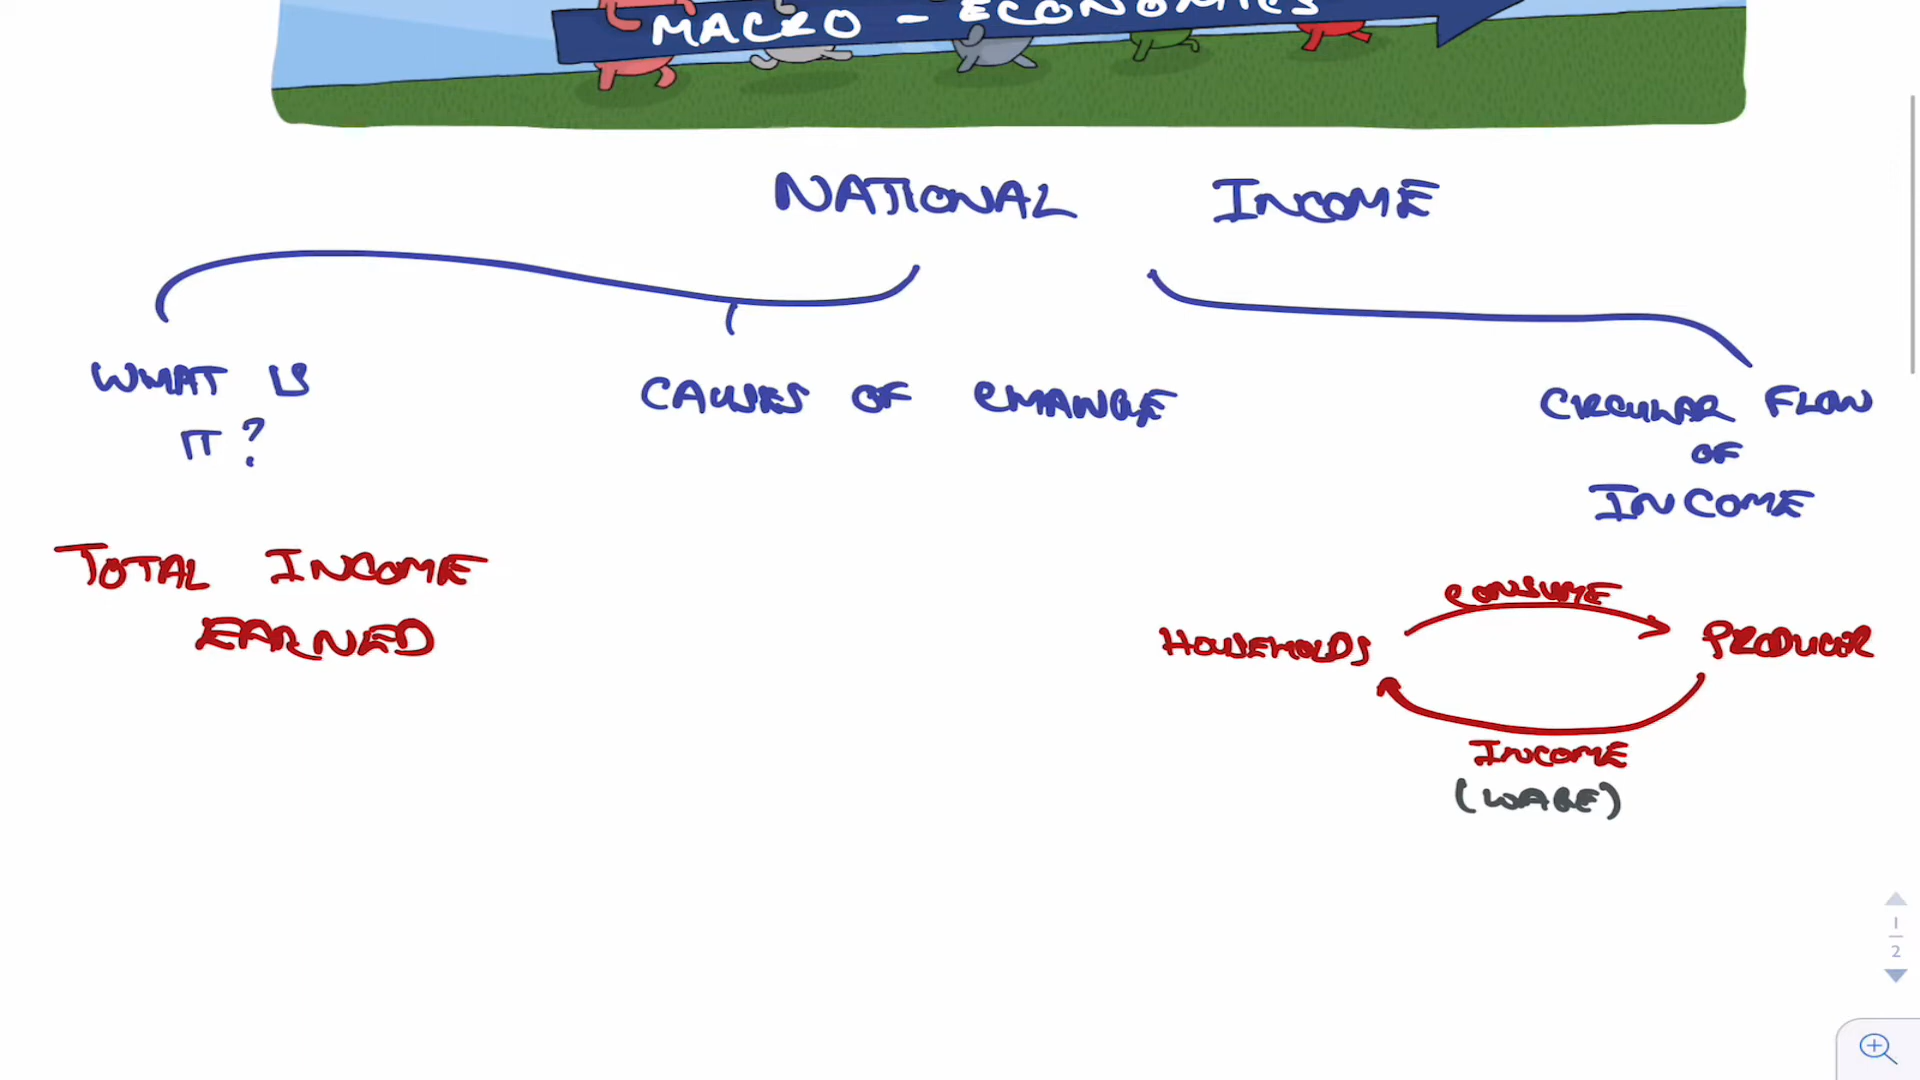 MACRO - ECONOMICS
NATIONAL INCOME
WHAT IS
IT?
CAUSES OF CHANGE
CIRCULAR FLOW
OF
INCOME
TOTAL INCOME
EARNED
CONSUME
HOUSEHOLDS
PRODUCER
INCOME
(WAGE)
1
2